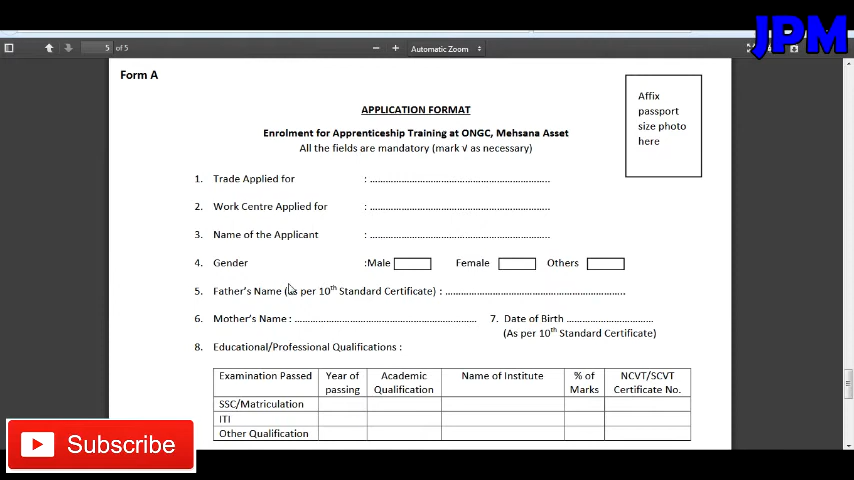 JPM
5 of 5
Automatic Zoom
Form A
Affix
passport
size photo
here
APPLICATION FORMAT
Enrolment for Apprenticeship Training at ONGC, Mehsana Asset
All the fields are mandatory (mark √ as necessary)
1. Trade Applied for : ................................................................
2. Work Centre Applied for : ................................................................
3. Name of the Applicant : ................................................................
4. Gender :Male Female Others
5. Father's Name (as per 10th Standard Certificate) : ................................................................
6. Mother's Name : ................................................................ 7. Date of Birth ..............................
(As per 10th Standard Certificate)
8. Educational/Professional Qualifications :
Examination Passed Year of passing Academic Qualification Name of Institute % of Marks NCVT/SCVT Certificate No.
SSC/Matriculation
ITI
Other Qualification
Subscribe